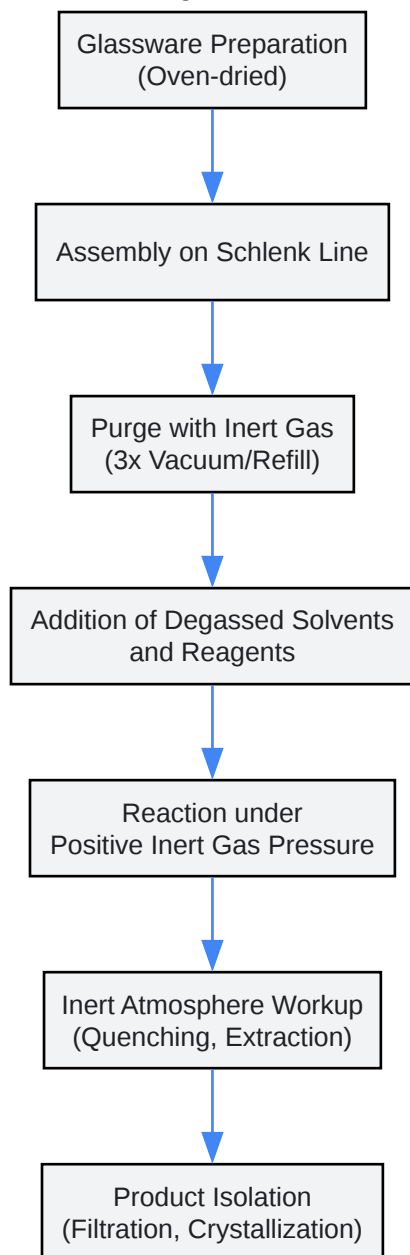 Glassware Preparation
(Oven-dried)
Assembly on Schlenk Line
Purge with Inert Gas
(3x Vacuum/Refill)
Addition of Degassed Solvents
and Reagents
Reaction under
Positive Inert Gas Pressure
Inert Atmosphere Workup
(Quenching, Extraction)
Product Isolation
(Filtration, Crystallization)